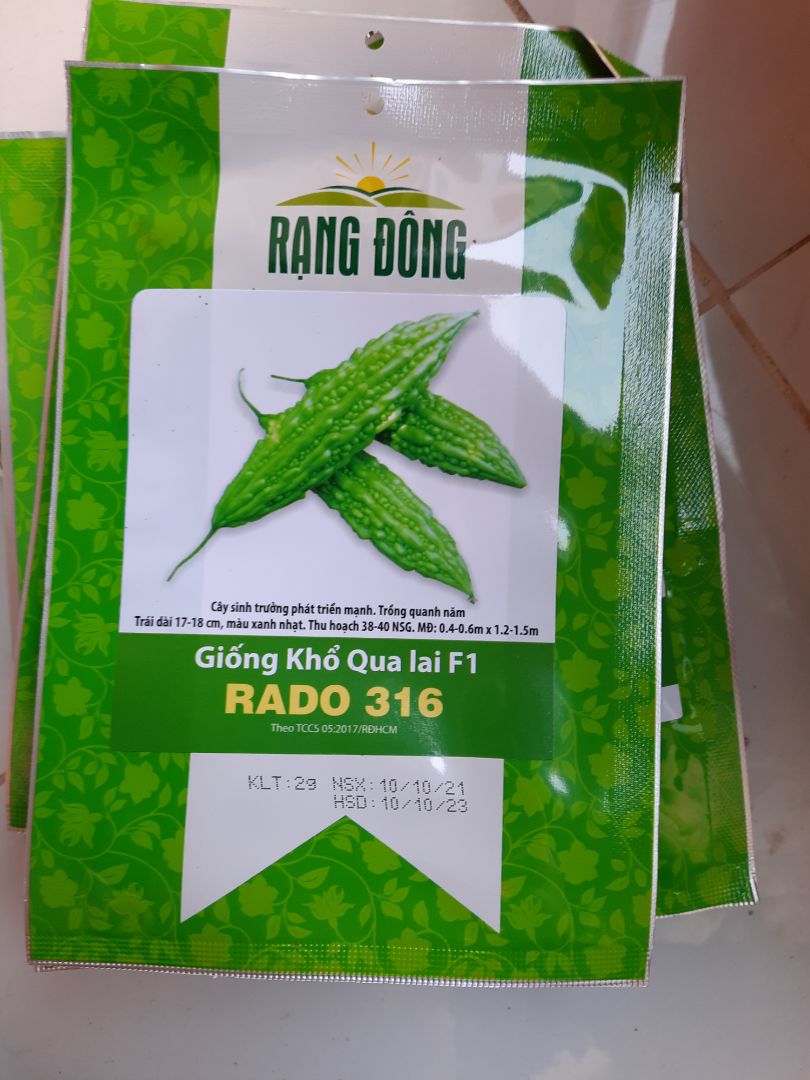 RẠNG ĐÔNG
Cây sinh trưởng phát triển mạnh. Trồng quanh năm
Trái dài 17-18 cm, màu xanh nhạt. Thu hoạch 38-40 NSG. MĐ: 0.4-0.6m x 1.2-1.5m
Giống Khổ Qua lai F1
RADO 316
Theo TCCS 05:2017/RĐHCM
KLT:2g NSX:10/10/21
HSD:10/10/23